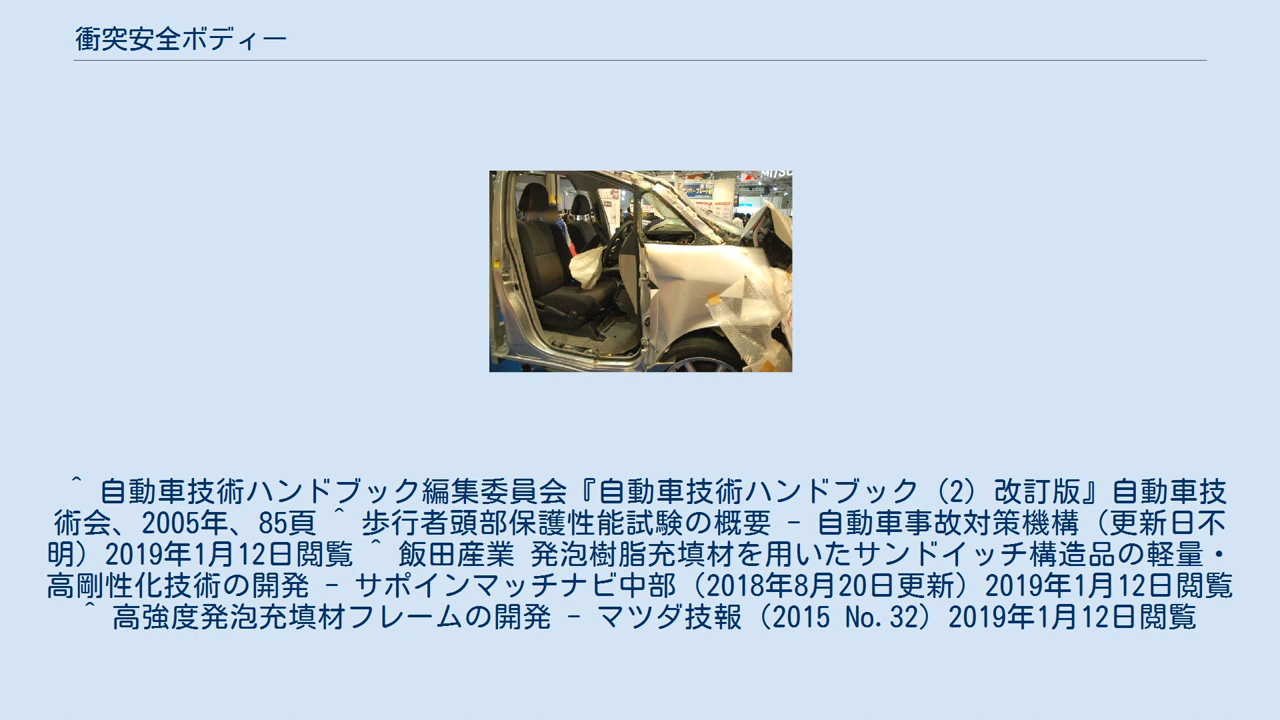 衝突安全ボディー
MITSU
^ 自動車技術ハンドブック編集委員会『自動車技術ハンドブック（2）改訂版』自動車技
術会、2005年、85頁 ^ 歩行者頭部保護性能試験の概要 - 自動車事故対策機構（更新日不
明）2019年1月12日閲覧 ^ 飯田産業 発泡樹脂充填材を用いたサンドイッチ構造品の軽量・
高剛性化技術の開発 - サポインマッチナビ中部（2018年8月20日更新）2019年1月12日閲覧
^ 高強度発泡充填材フレームの開発 - マツダ技報（2015 No.32）2019年1月12日閲覧